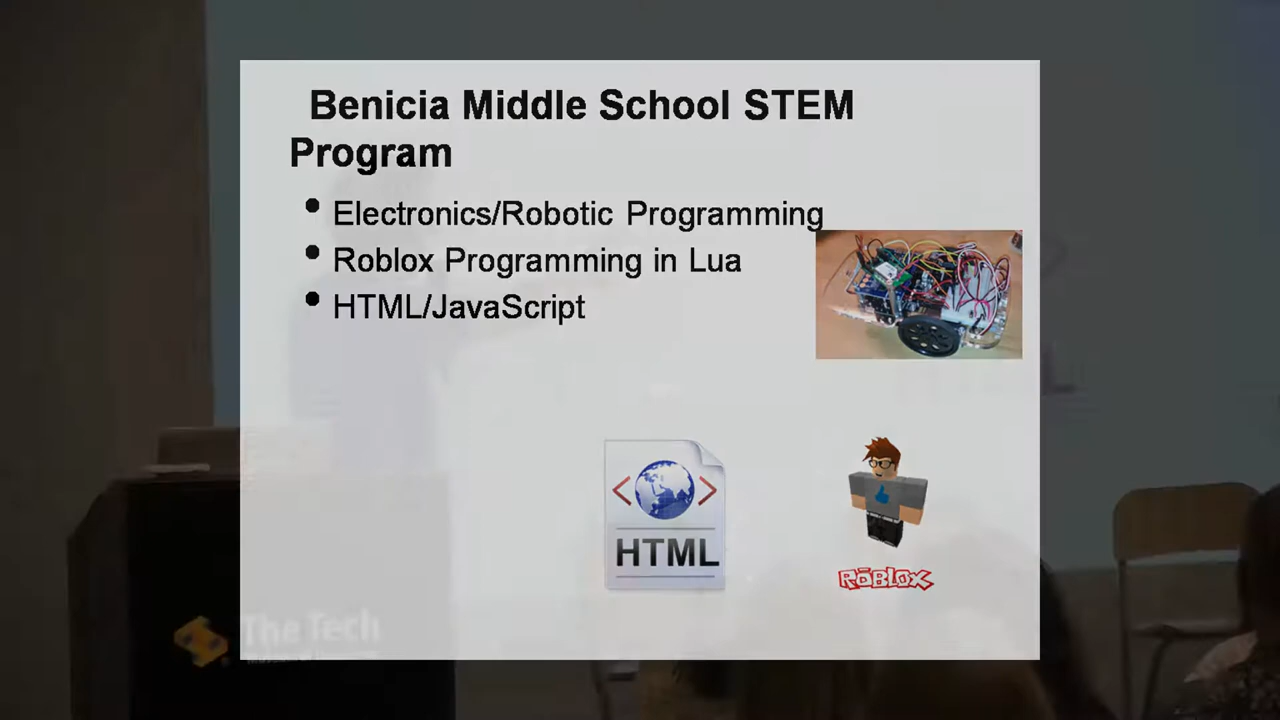 Benicia Middle School STEM
Program
• Electronics/Robotic Programming
• Roblox Programming in Lua
• HTML/JavaScript
< >
HTML
ROBLOX
The Tech